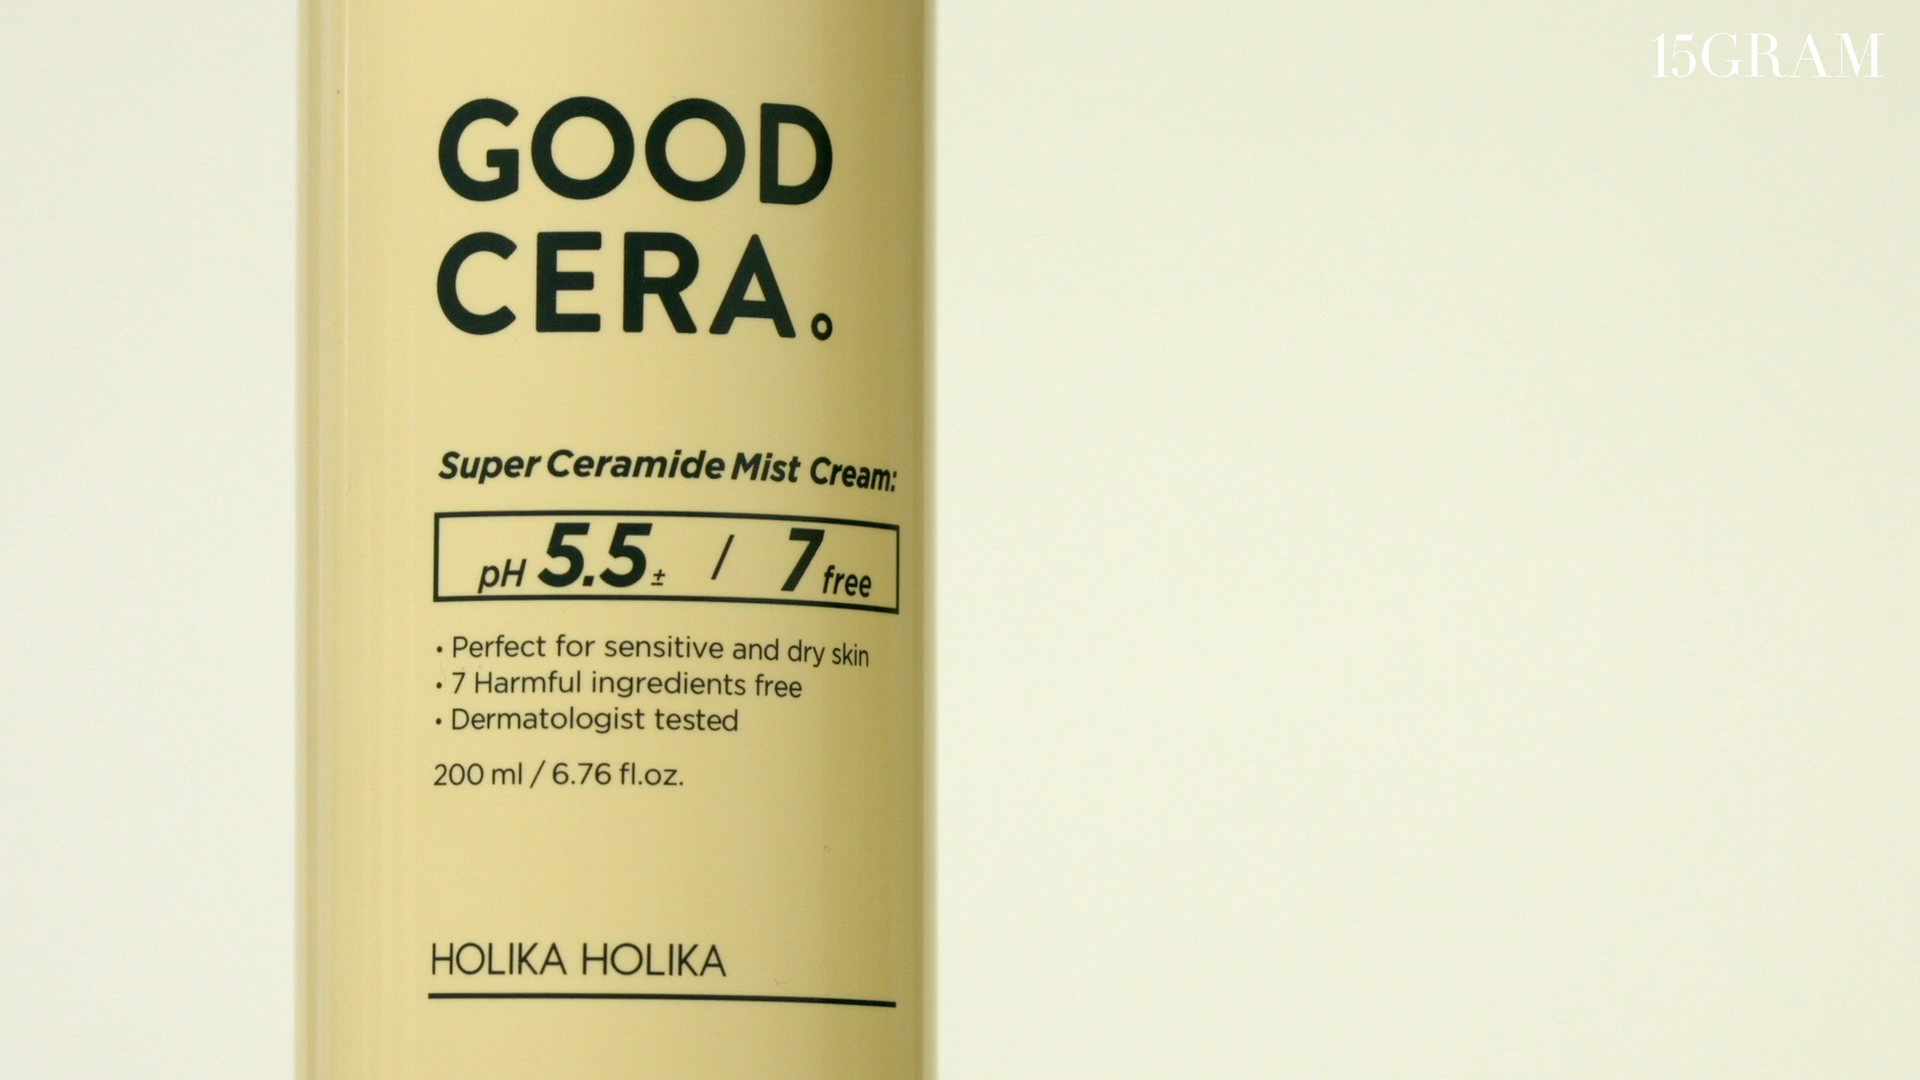 15GRAM
GOOD
CERA.
Super Ceramide Mist Cream:
pH 5.5± / 7 free
• Perfect for sensitive and dry skin
• 7 Harmful ingredients free
• Dermatologist tested
200 ml / 6.76 fl.oz.
HOLIKA HOLIKA